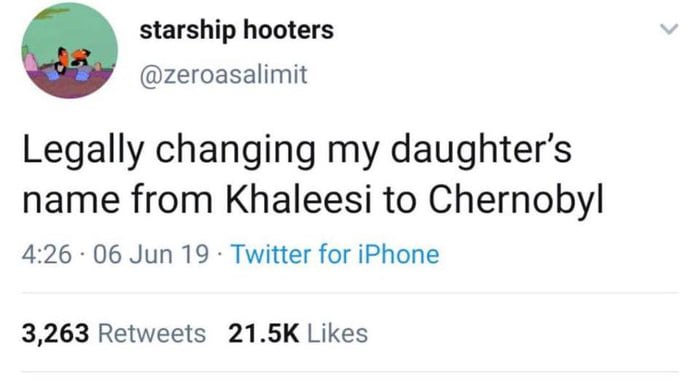 starship hooters
@zeroasalimit
Legally changing my daughter's
name from Khaleesi to Chernobyl
4:26 · 06 Jun 19 · Twitter for iPhone
3,263 Retweets 21.5K Likes